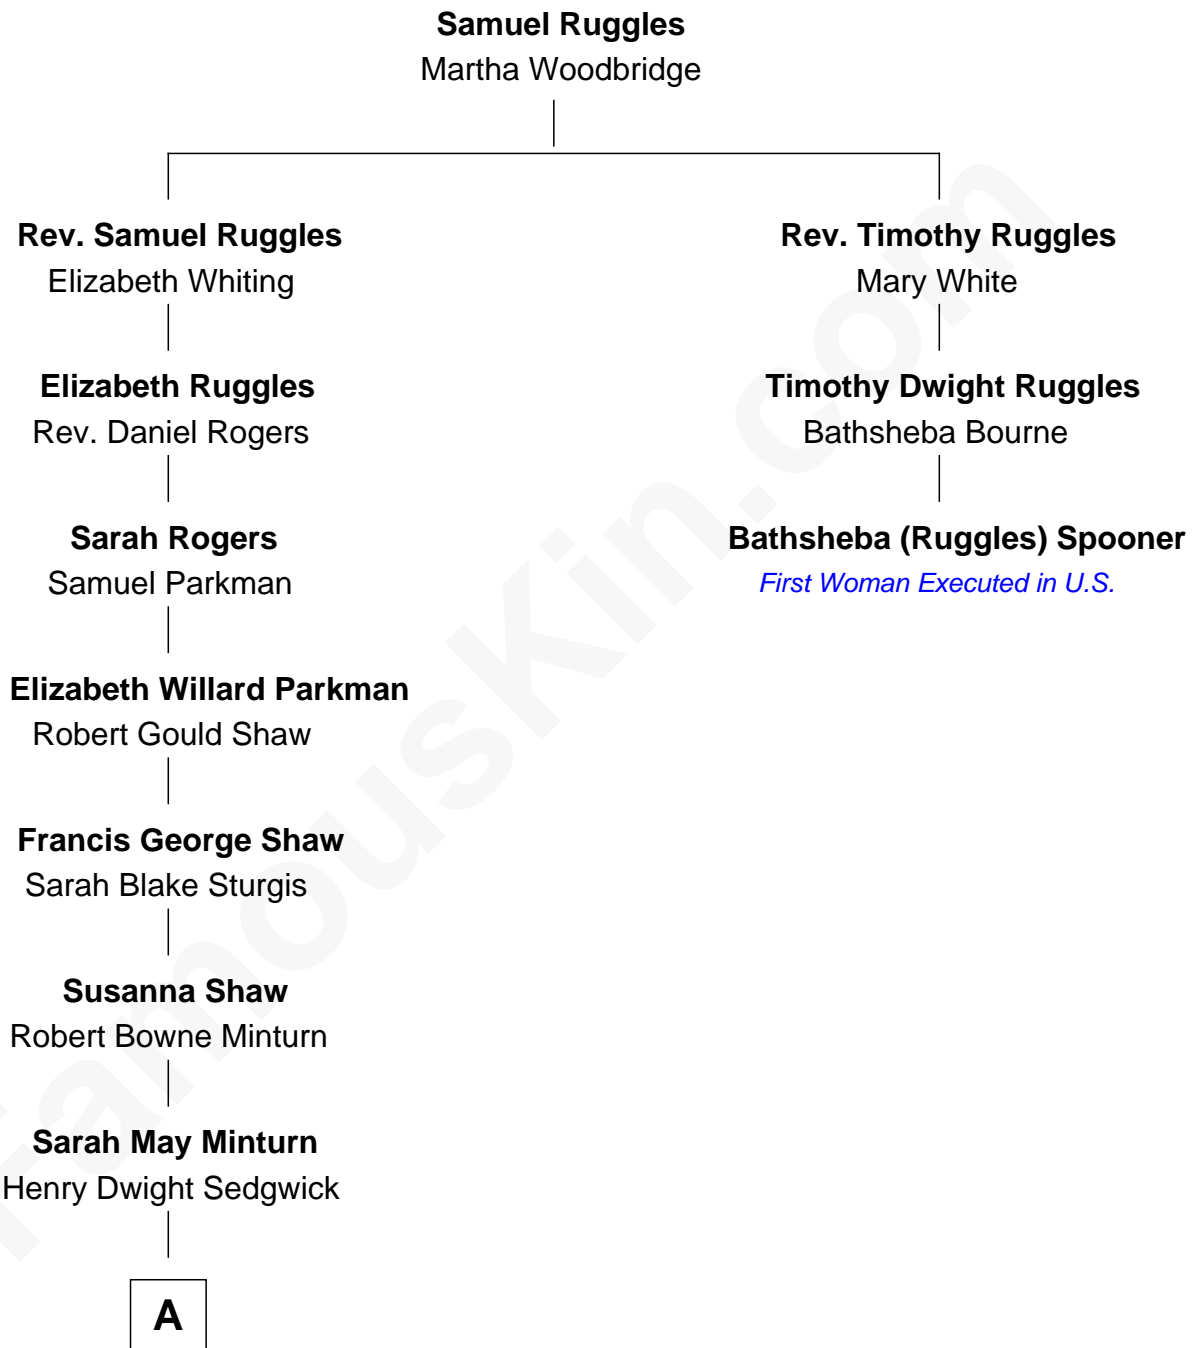 Samuel Ruggles
Martha Woodbridge
Rev. Samuel Ruggles
Elizabeth Whiting
Rev. Timothy Ruggles
Mary White
Elizabeth Ruggles
Rev. Daniel Rogers
Timothy Dwight Ruggles
Bathsheba Bourne
Sarah Rogers
Samuel Parkman
Bathsheba (Ruggles) Spooner
First Woman Executed in U.S.
Elizabeth Willard Parkman
Robert Gould Shaw
Francis George Shaw
Sarah Blake Sturgis
Susanna Shaw
Robert Bowne Minturn
Sarah May Minturn
Henry Dwight Sedgwick
A
FamousKin.com